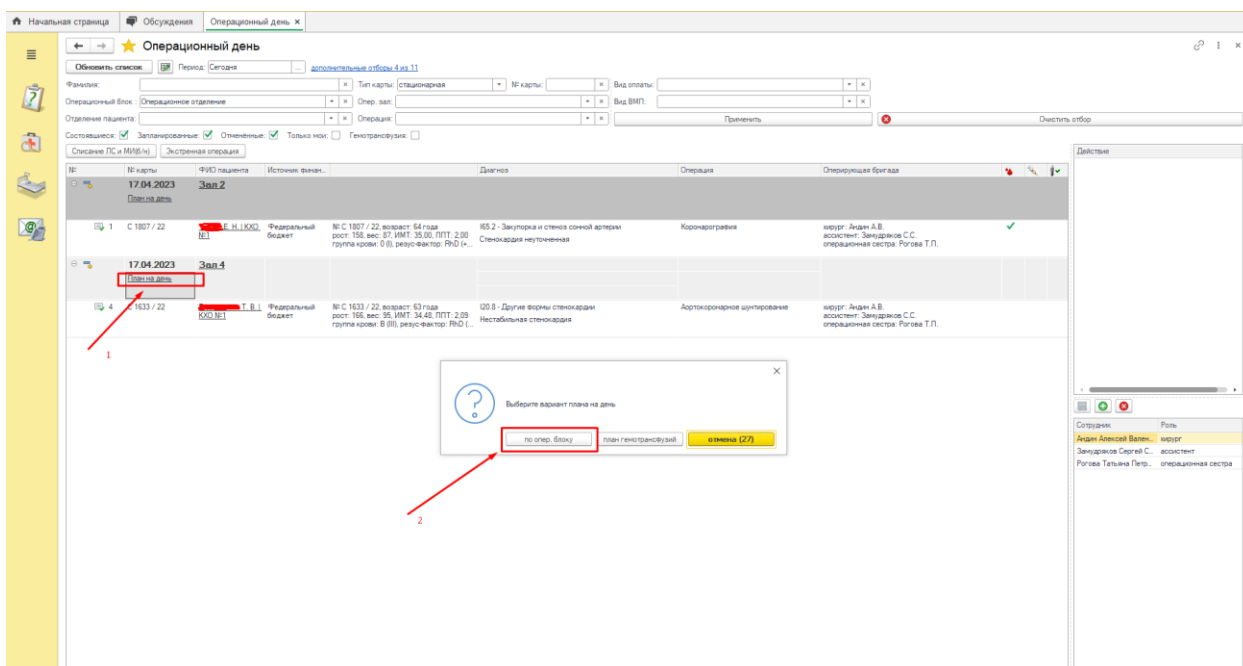 Начальная страница Обсуждения Операционный день ×
Операционный день
Обновить список Период: Сегодня ... дополнительные отборы 4 из 11
Фамилия: Тип карты: стационарная № карты: Вид оплаты:
Операционный блок : Операционное отделение Опер. зал: Вид ВМП:
Отделение пациента: Операция: Применить Очистить отбор
Состоявшиеся: Запланированные: Отменённые: Только мои: Гемотрансфузия:
Списание ЛС и МИ(б/н) Экстренная операция Действие
№ № карты ФИО пациента Источник финан... Диагноз Операция Оперирующая бригада
17.04.2023 Зал 2
План на день
1 С 1807 / 22 Е. Н. | КХО Федеральный № С 1807 / 22, возраст: 64 года I65.2 - Закупорка и стеноз сонной артерии Коронарография хирург: Андин А.В.
№1 бюджет рост: 158, вес: 87, ИМТ: 35,00, ППТ: 2,00 Стенокардия неуточненная ассистент: Замудряков С.С.
группа крови: 0 (I), резус-фактор: RhD (+... операционная сестра: Рогова Т.П.
17.04.2023 Зал 4
План на день
4 С 1633 / 22 Т. В. | Федеральный № С 1633 / 22, возраст: 63 года I20.8 - Другие формы стенокардии Аортокоронарное шунтирование хирург: Андин А.В.
КХО №1 бюджет рост: 166, вес: 95, ИМТ: 34,48, ППТ: 2,09 Нестабильная стенокардия ассистент: Замудряков С.С.
группа крови: B (III), резус-фактор: RhD (... операционная сестра: Рогова Т.П.
1
Выберите вариант плана на день
по опер. блоку план гемотрансфузий отмена (27)
2
Сотрудник Роль
Андин Алексей Вален... хирург
Замудряков Сергей С... ассистент
Рогова Татьяна Петр... операционная сестра